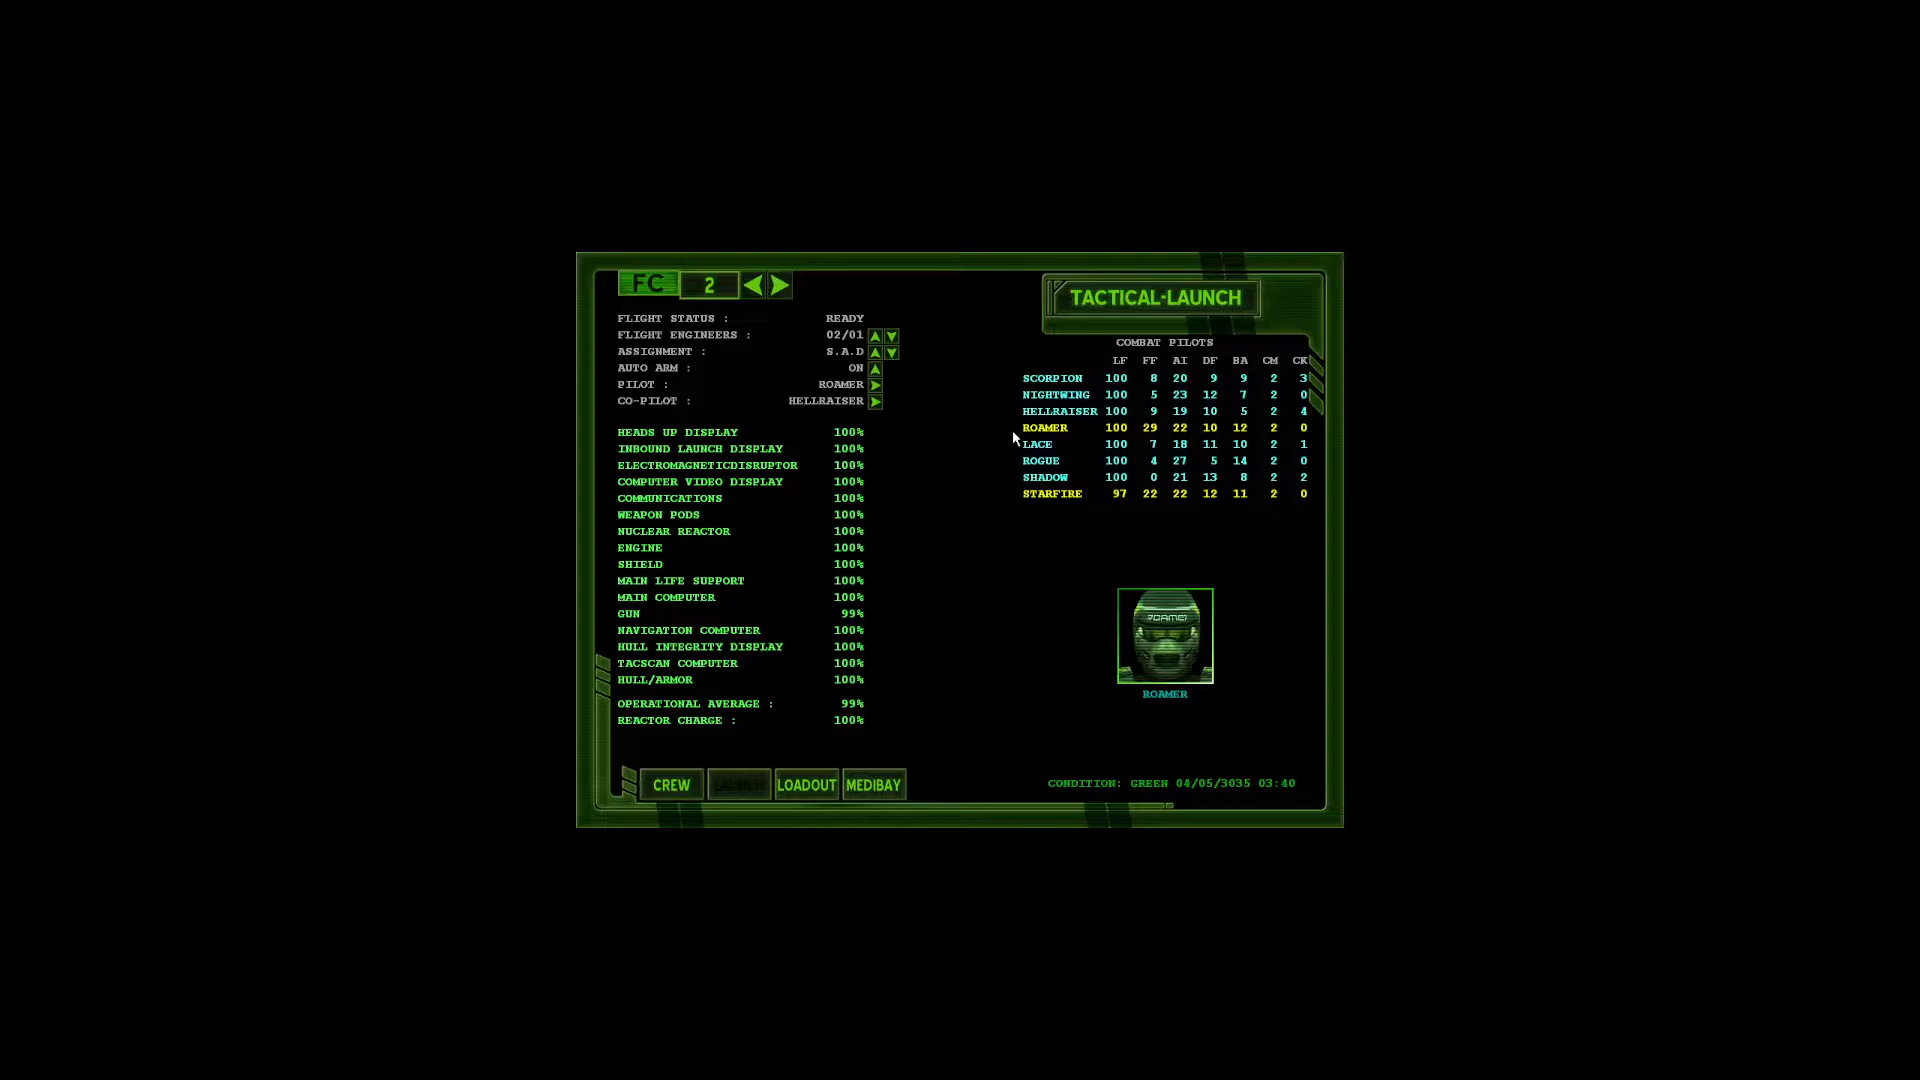 FC 2
TACTICAL-LAUNCH
FLIGHT STATUS : READY
FLIGHT ENGINEERS : 02/01
ASSIGNMENT : S.A.D
AUTO ARM : ON
PILOT : ROAMER
CO-PILOT : HELLRAISER
HEADS UP DISPLAY 100%
INBOUND LAUNCH DISPLAY 100%
ELECTROMAGNETICDISRUPTOR 100%
COMPUTER VIDEO DISPLAY 100%
COMMUNICATIONS 100%
WEAPON PODS 100%
NUCLEAR REACTOR 100%
ENGINE 100%
SHIELD 100%
MAIN LIFE SUPPORT 100%
MAIN COMPUTER 100%
GUN 99%
NAVIGATION COMPUTER 100%
HULL INTEGRITY DISPLAY 100%
TACSCAN COMPUTER 100%
HULL/ARMOR 100%
OPERATIONAL AVERAGE : 99%
REACTOR CHARGE : 100%
COMBAT PILOTS
LF FF AI DF BA CM CK
SCORPION 100 8 20 9 9 2 3
NIGHTWING 100 5 23 12 7 2 0
HELLRAISER 100 9 19 10 5 2 4
ROAMER 100 29 22 10 12 2 0
LACE 100 7 18 11 10 2 1
ROGUE 100 4 27 5 14 2 0
SHADOW 100 0 21 13 8 2 2
STARFIRE 97 22 22 12 11 2 0
ROAMER
ROAMER
CREW LAUNCH LOADOUT MEDIBAY
CONDITION: GREEN 04/05/3035 03:40